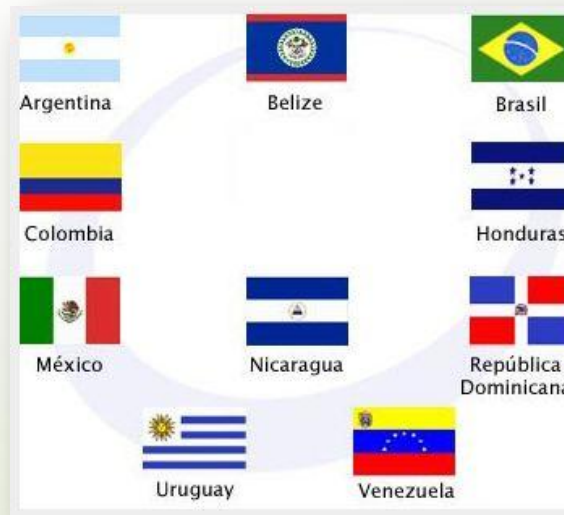 Argentina
Belize
Brasil
Colombia
Honduras
México
Nicaragua
República
Dominicana
Uruguay
Venezuela